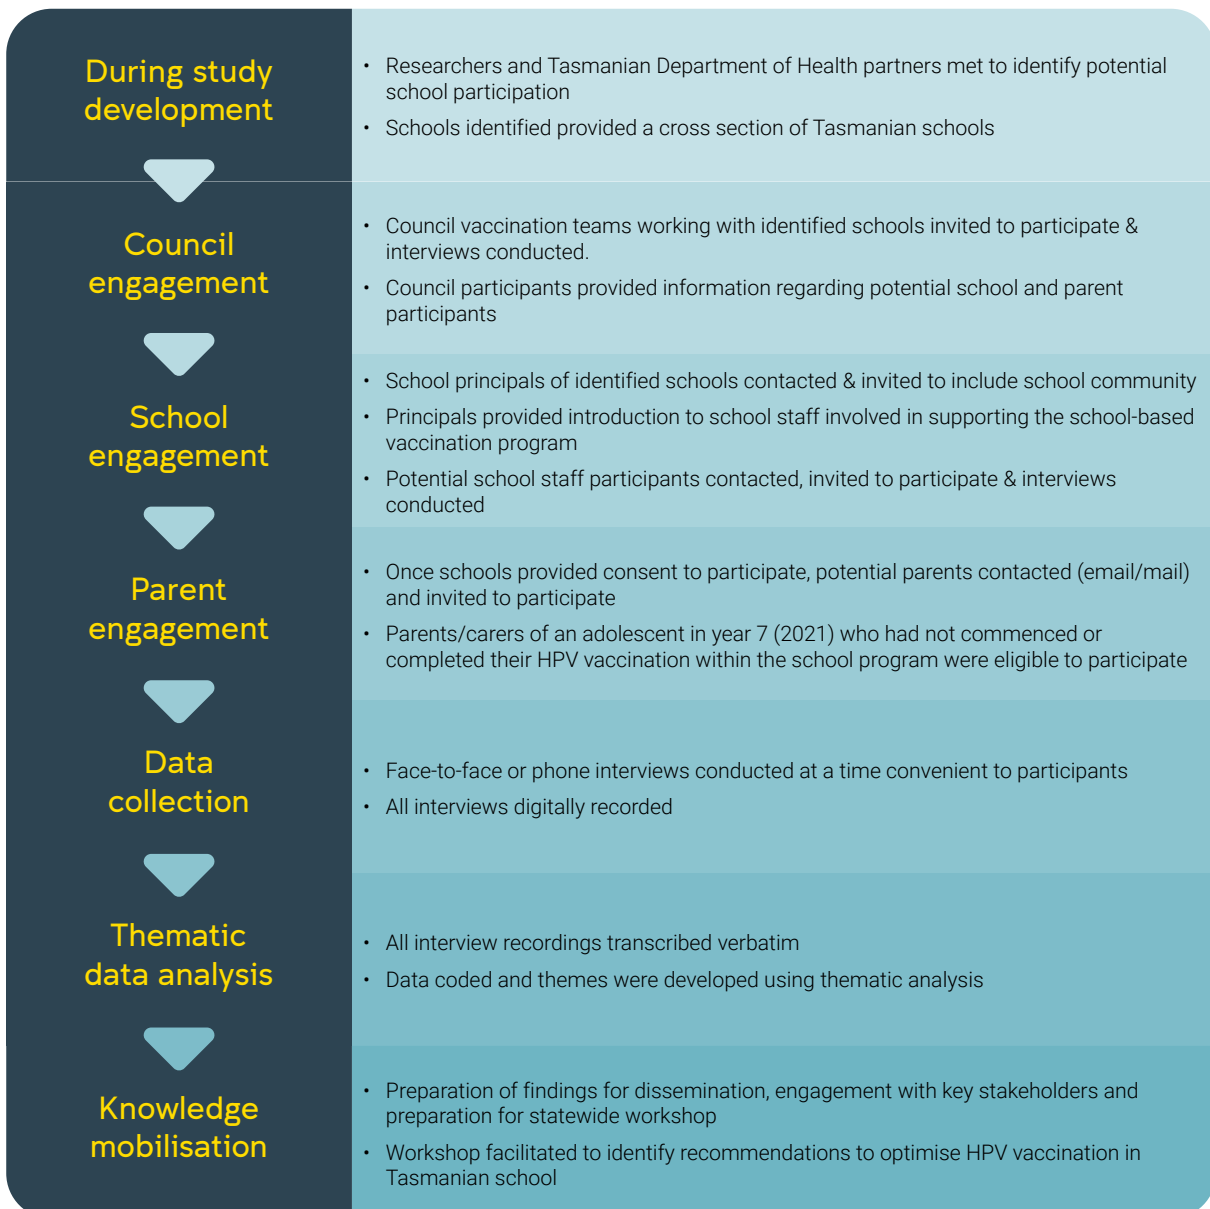 During study
development
• Researchers and Tasmanian Department of Health partners met to identify potential
school participation
• Schools identified provided a cross section of Tasmanian schools
Council
engagement
• Council vaccination teams working with identified schools invited to participate &
interviews conducted.
• Council participants provided information regarding potential school and parent
participants
School
engagement
• School principals of identified schools contacted & invited to include school community
• Principals provided introduction to school staff involved in supporting the school-based
vaccination program
• Potential school staff participants contacted, invited to participate & interviews
conducted
Parent
engagement
• Once schools provided consent to participate, potential parents contacted (email/mail)
and invited to participate
• Parents/carers of an adolescent in year 7 (2021) who had not commenced or
completed their HPV vaccination within the school program were eligible to participate
Data
collection
• Face-to-face or phone interviews conducted at a time convenient to participants
• All interviews digitally recorded
Thematic
data analysis
• All interview recordings transcribed verbatim
• Data coded and themes were developed using thematic analysis
Knowledge
mobilisation
• Preparation of findings for dissemination, engagement with key stakeholders and
preparation for statewide workshop
• Workshop facilitated to identify recommendations to optimise HPV vaccination in
Tasmanian school